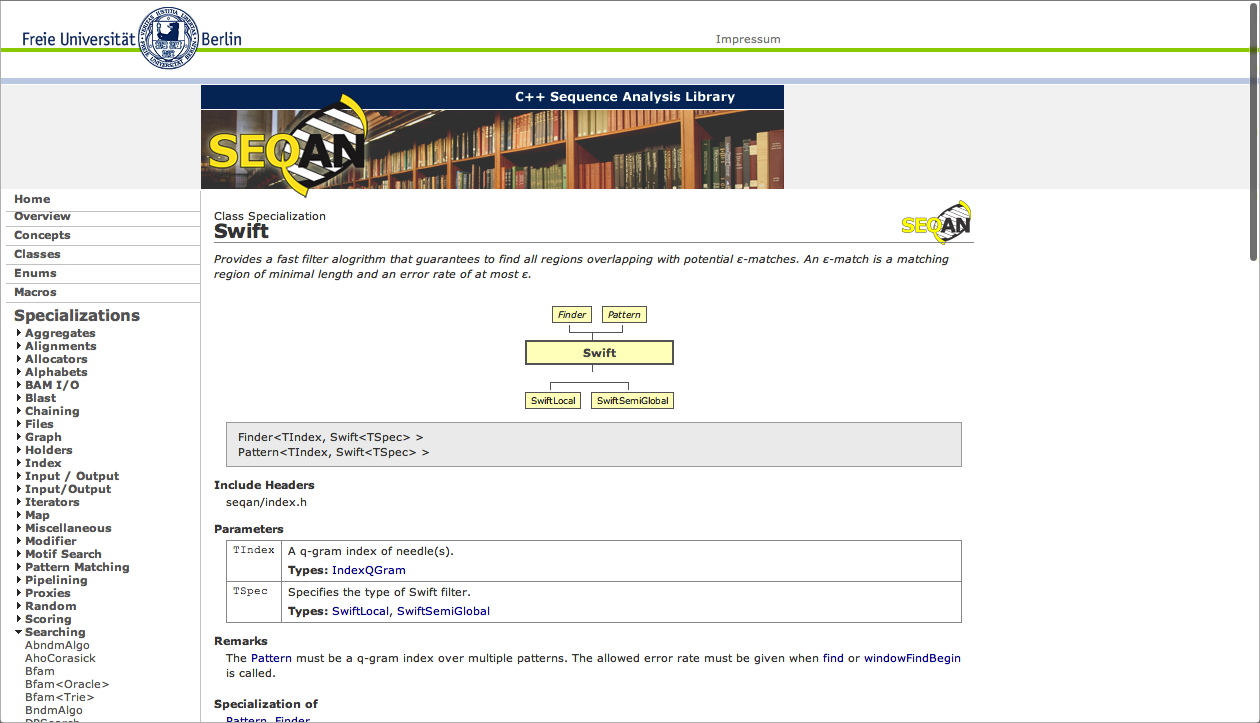 Freie Universität Berlin
Impressum
C++ Sequence Analysis Library
SEQAN
Home
Overview
Concepts
Classes
Enums
Macros
Specializations
Aggregates
Alignments
Allocators
Alphabets
BAM I/O
Blast
Chaining
Files
Graph
Holders
Index
Input / Output
Input/Output
Iterators
Map
Miscellaneous
Modifier
Motif Search
Pattern Matching
Pipelining
Proxies
Random
Scoring
Searching
AbndmAlgo
AhoCorasick
Bfam
Bfam<Oracle>
Bfam<Trie>
BndmAlgo
DPSearch
Class Specialization
Swift
SEQAN
Provides a fast filter alogrithm that guarantees to find all regions overlapping with potential ε-matches. An ε-match is a matching
region of minimal length and an error rate of at most ε.
Finder Pattern
Swift
SwiftLocal SwiftSemiGlobal
Finder<TIndex, Swift<TSpec> >
Pattern<TIndex, Swift<TSpec> >
Include Headers
seqan/index.h
Parameters
TIndex A q-gram index of needle(s).
Types: IndexQGram
TSpec Specifies the type of Swift filter.
Types: SwiftLocal, SwiftSemiGlobal
Remarks
The Pattern must be a q-gram index over multiple patterns. The allowed error rate must be given when find or windowFindBegin
is called.
Specialization of
Pattern, Finder